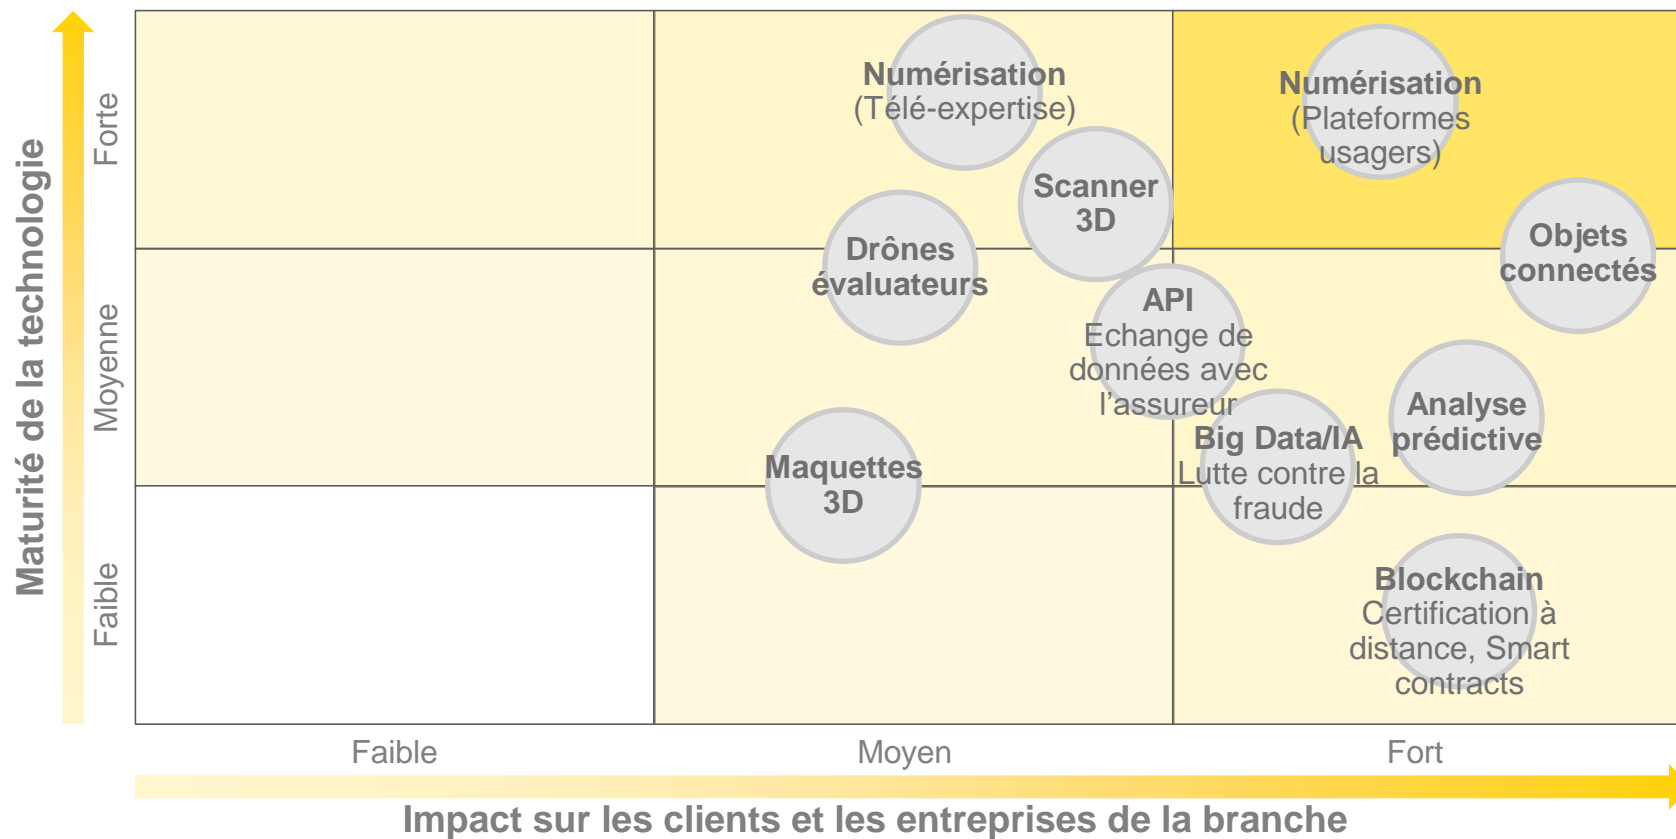 Maturité de la technologie
Forte
Moyenne
Faible
Numérisation
(Télé-expertise)
Numérisation
(Plateformes
usagers)
Scanner
3D
Drônes
évaluateurs
Objets
connectés
API
Echange de
données avec
l’assureur
Analyse
prédictive
Big Data/IA
Lutte contre la
fraude
Maquettes
3D
Blockchain
Certification à
distance, Smart
contracts
Faible
Moyen
Fort
Impact sur les clients et les entreprises de la branche